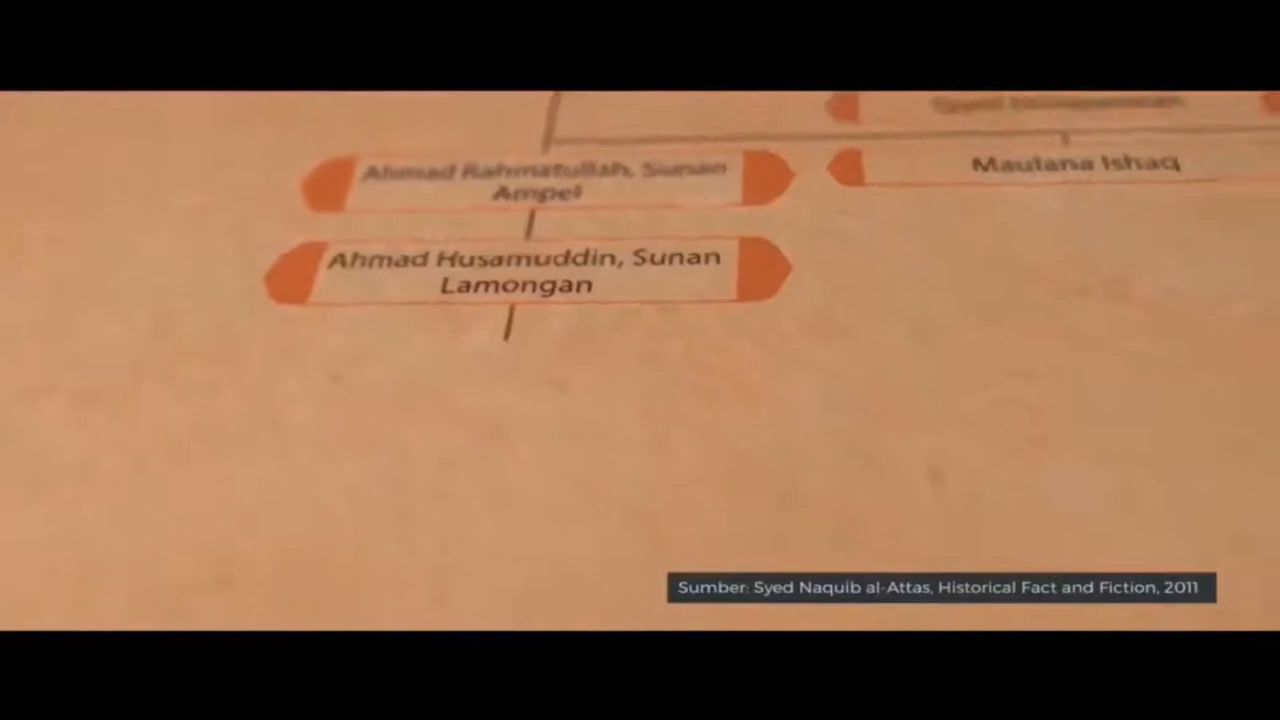 Maulana Ishaq
Ahmad Rahmatullah, Sunan
Ampel
Ahmad Husamuddin, Sunan
Lamongan
Sumber: Syed Naquib al-Attas, Historical Fact and Fiction, 2011